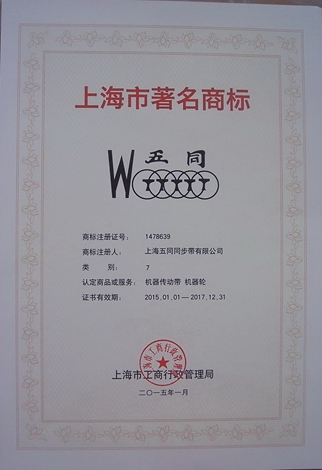 上海市著名商标
五同
W TTTTT
商标注册证号： 1478639
商标注册人： 上海五同同步带有限公司
类 别： 7
认定商品或服务： 机器传动带 机器轮
证书有效期： 2015.01.01—2017.12.31
上海市工商行政管理局
二〇一五年一月